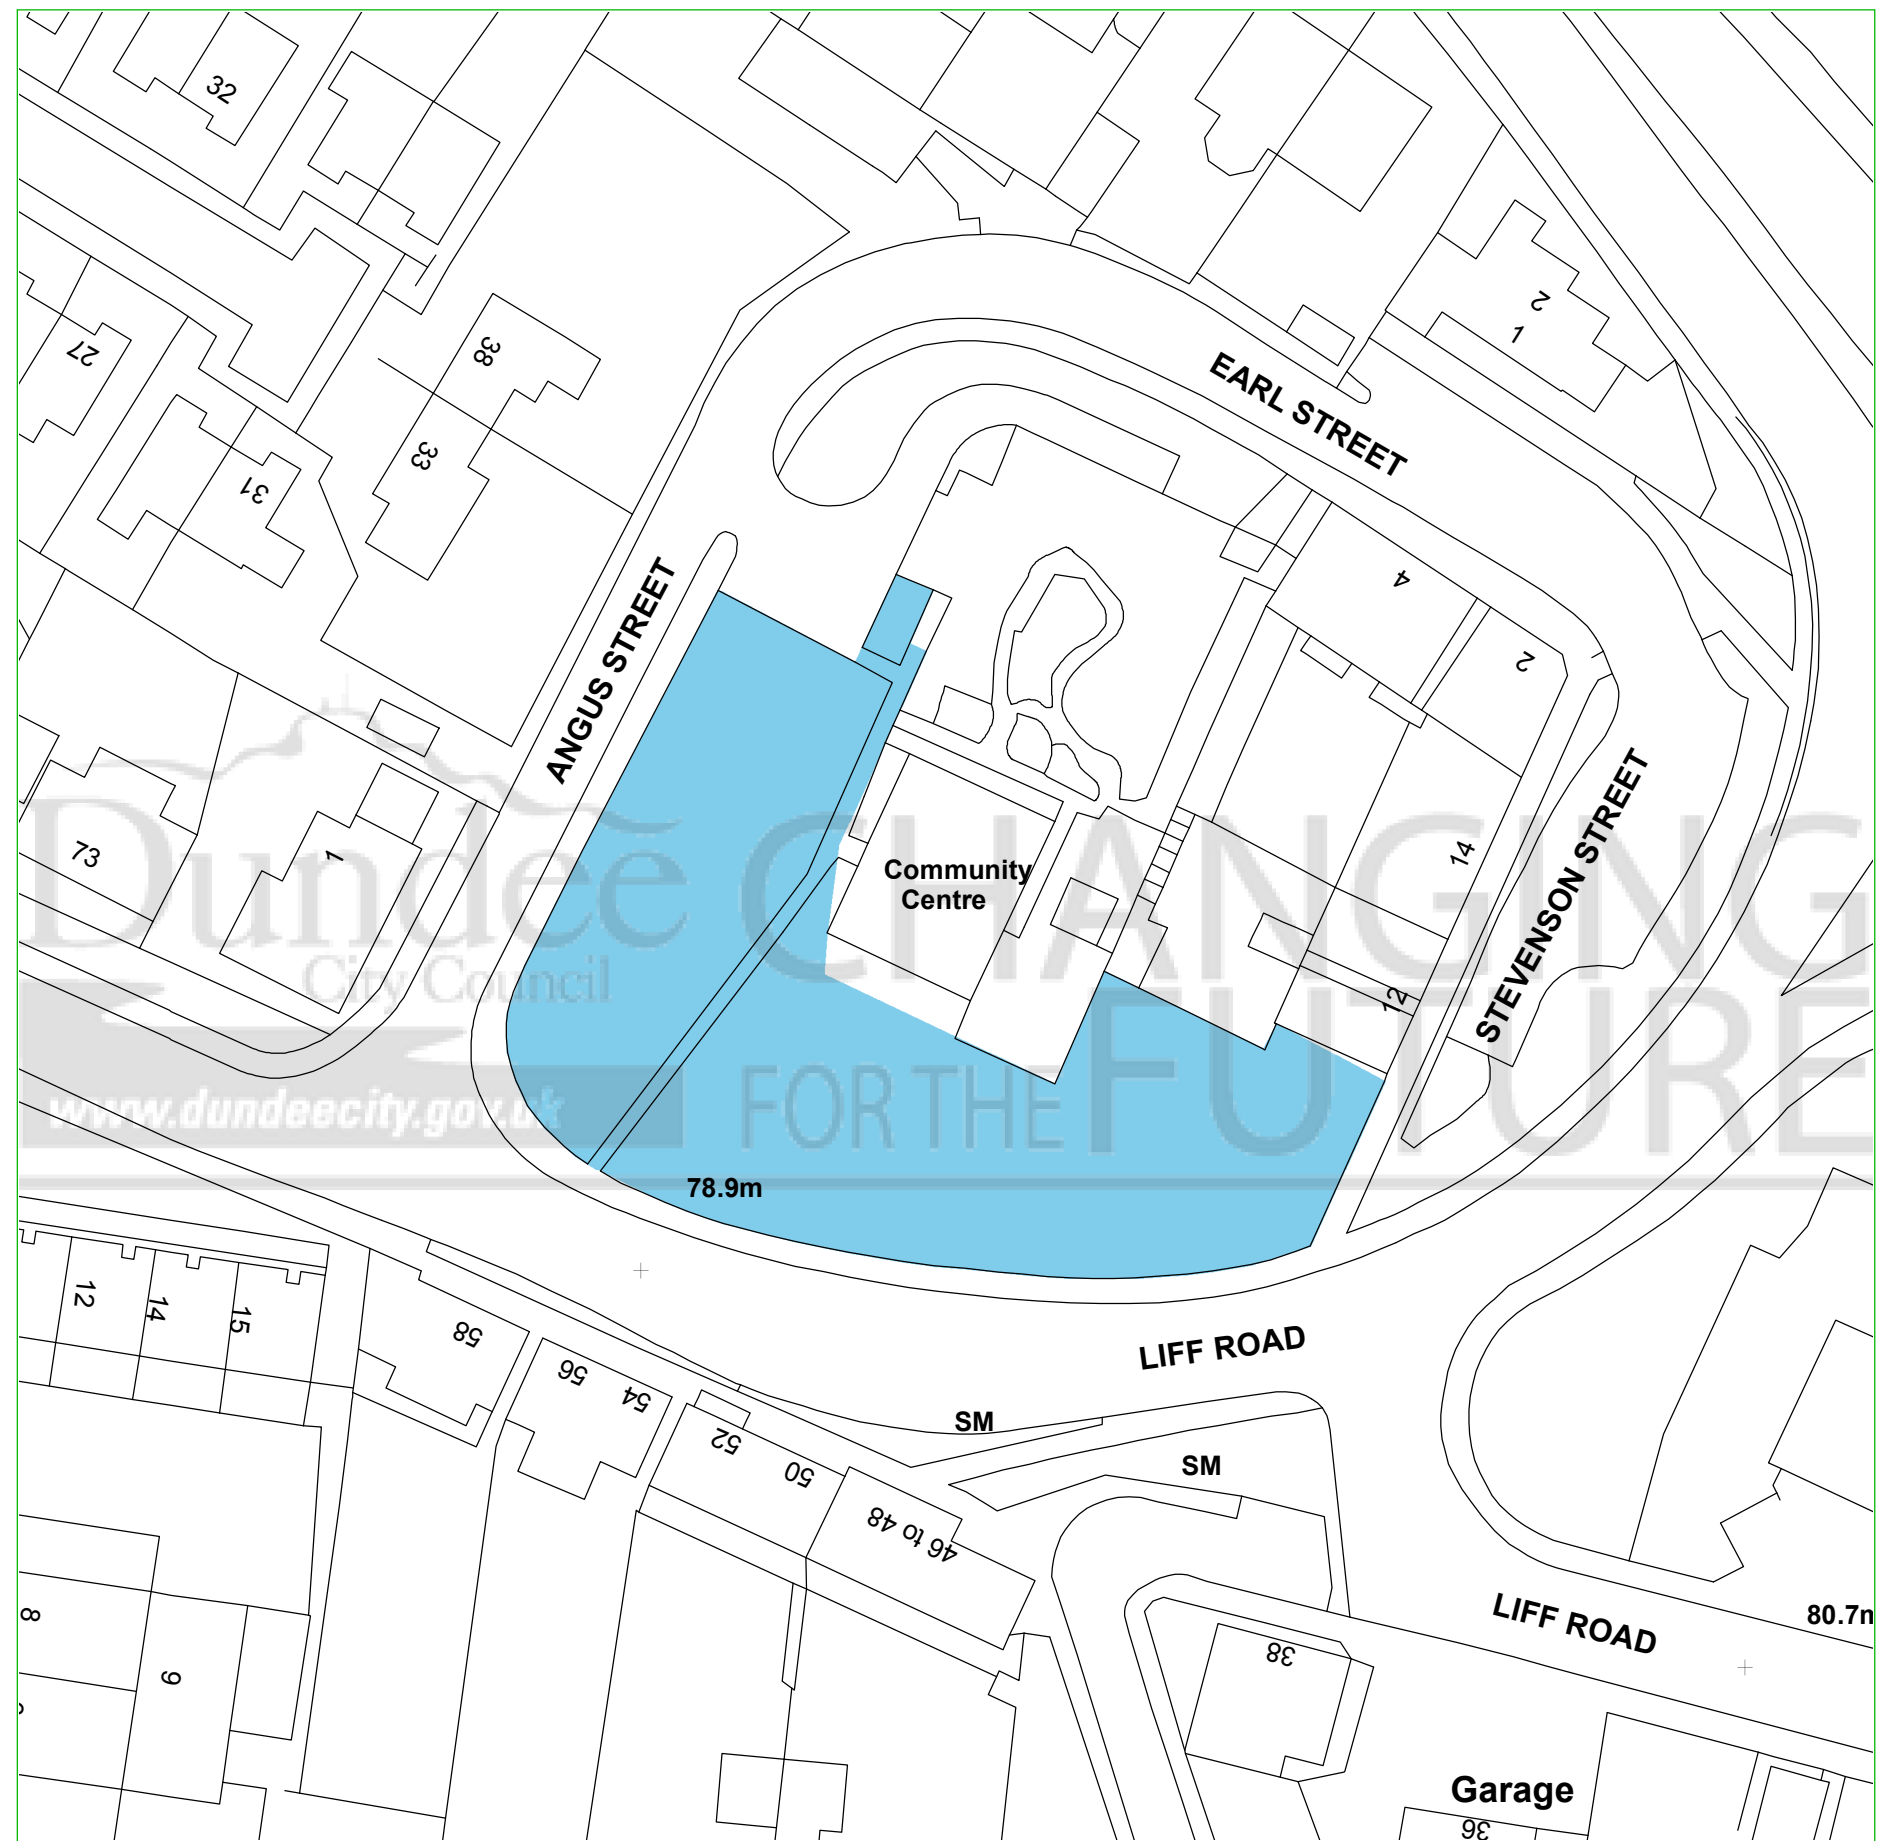 32
38
27
33
31
2
1
EARL STREET
4
2
ANGUS STREET
73
1
Community
Centre
14
12
STEVENSON STREET
Dundee
City Council
www.dundeecity.gov.uk
CHANGING
FOR THE FUTURE
78.9m
12
14
15
58
56
54
52
50
46 to 48
LIFF ROAD
SM
SM
8
9
38
LIFF ROAD
80.7m
Garage
36